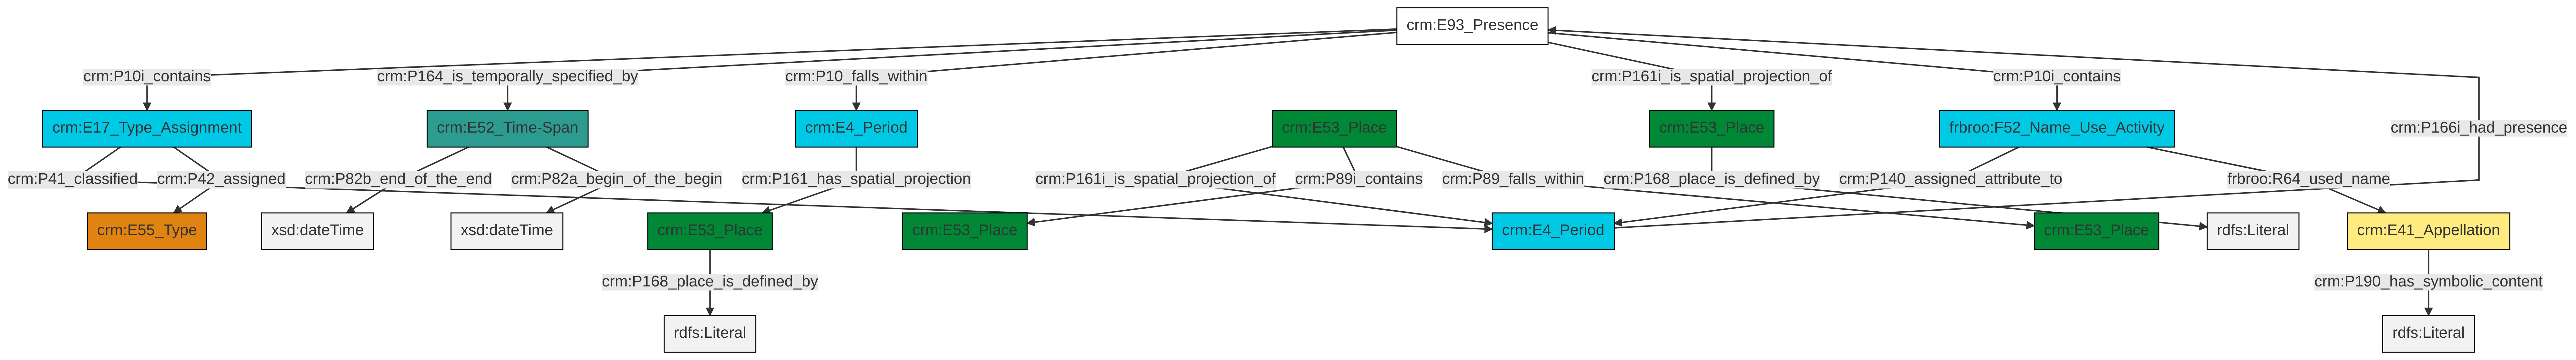 crm:E93_Presence
crm:P10i_contains
crm:P164_is_temporally_specified_by
crm:P10_falls_within
crm:P161i_is_spatial_projection_of
crm:P10i_contains
crm:E17_Type_Assignment
crm:E52_Time-Span
crm:E4_Period
crm:E53_Place
crm:E53_Place
frbroo:F52_Name_Use_Activity
crm:P166i_had_presence
crm:P41_classified
crm:P42_assigned
crm:P82b_end_of_the_end
crm:P82a_begin_of_the_begin
crm:P161_has_spatial_projection
crm:P161i_is_spatial_projection_of
crm:P89i_contains
crm:P89_falls_within
crm:P168_place_is_defined_by
crm:P140_assigned_attribute_to
frbroo:R64_used_name
crm:E55_Type
xsd:dateTime
xsd:dateTime
crm:E53_Place
crm:E53_Place
crm:E4_Period
crm:E53_Place
rdfs:Literal
crm:E41_Appellation
crm:P168_place_is_defined_by
crm:P190_has_symbolic_content
rdfs:Literal
rdfs:Literal